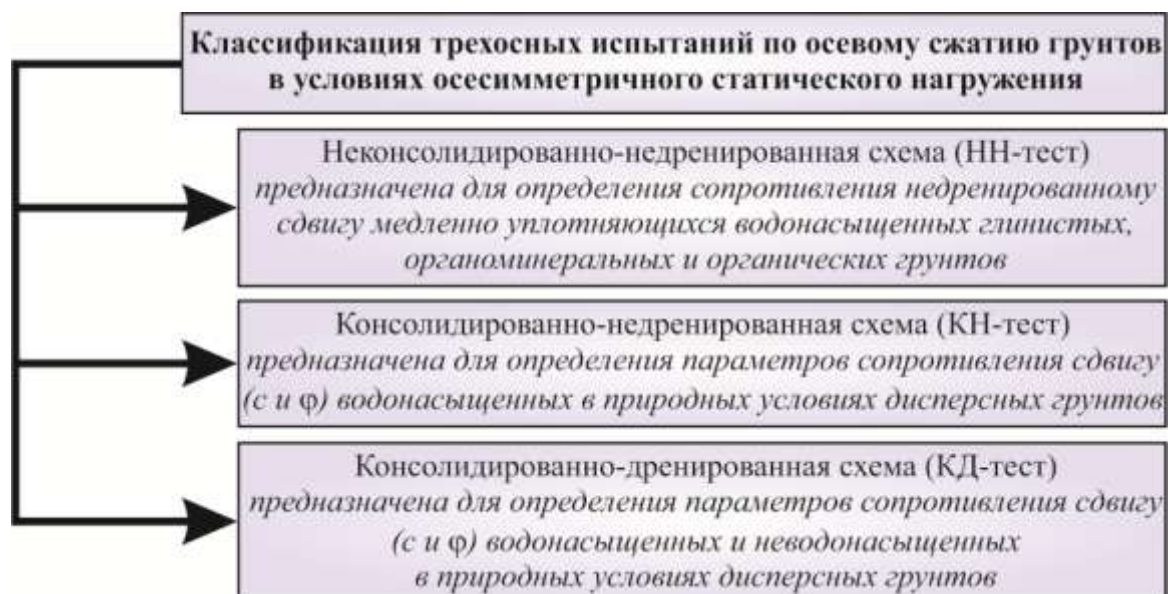 Классификация трехосных испытаний по осевому сжатию грунтов
в условиях осесимметричного статического нагружения
Неконсолидированно-недренированная схема (НН-тест)
предназначена для определения сопротивления недренированному
сдвигу медленно уплотняющихся водонасыщенных глинистых,
органоминеральных и органических грунтов
Консолидированно-недренированная схема (КН-тест)
предназначена для определения параметров сопротивления сдвигу
(с и φ) водонасыщенных в природных условиях дисперсных грунтов
Консолидированно-дренированная схема (КД-тест)
предназначена для определения параметров сопротивления сдвигу
(с и φ) водонасыщенных и неводонасыщенных
в природных условиях дисперсных грунтов